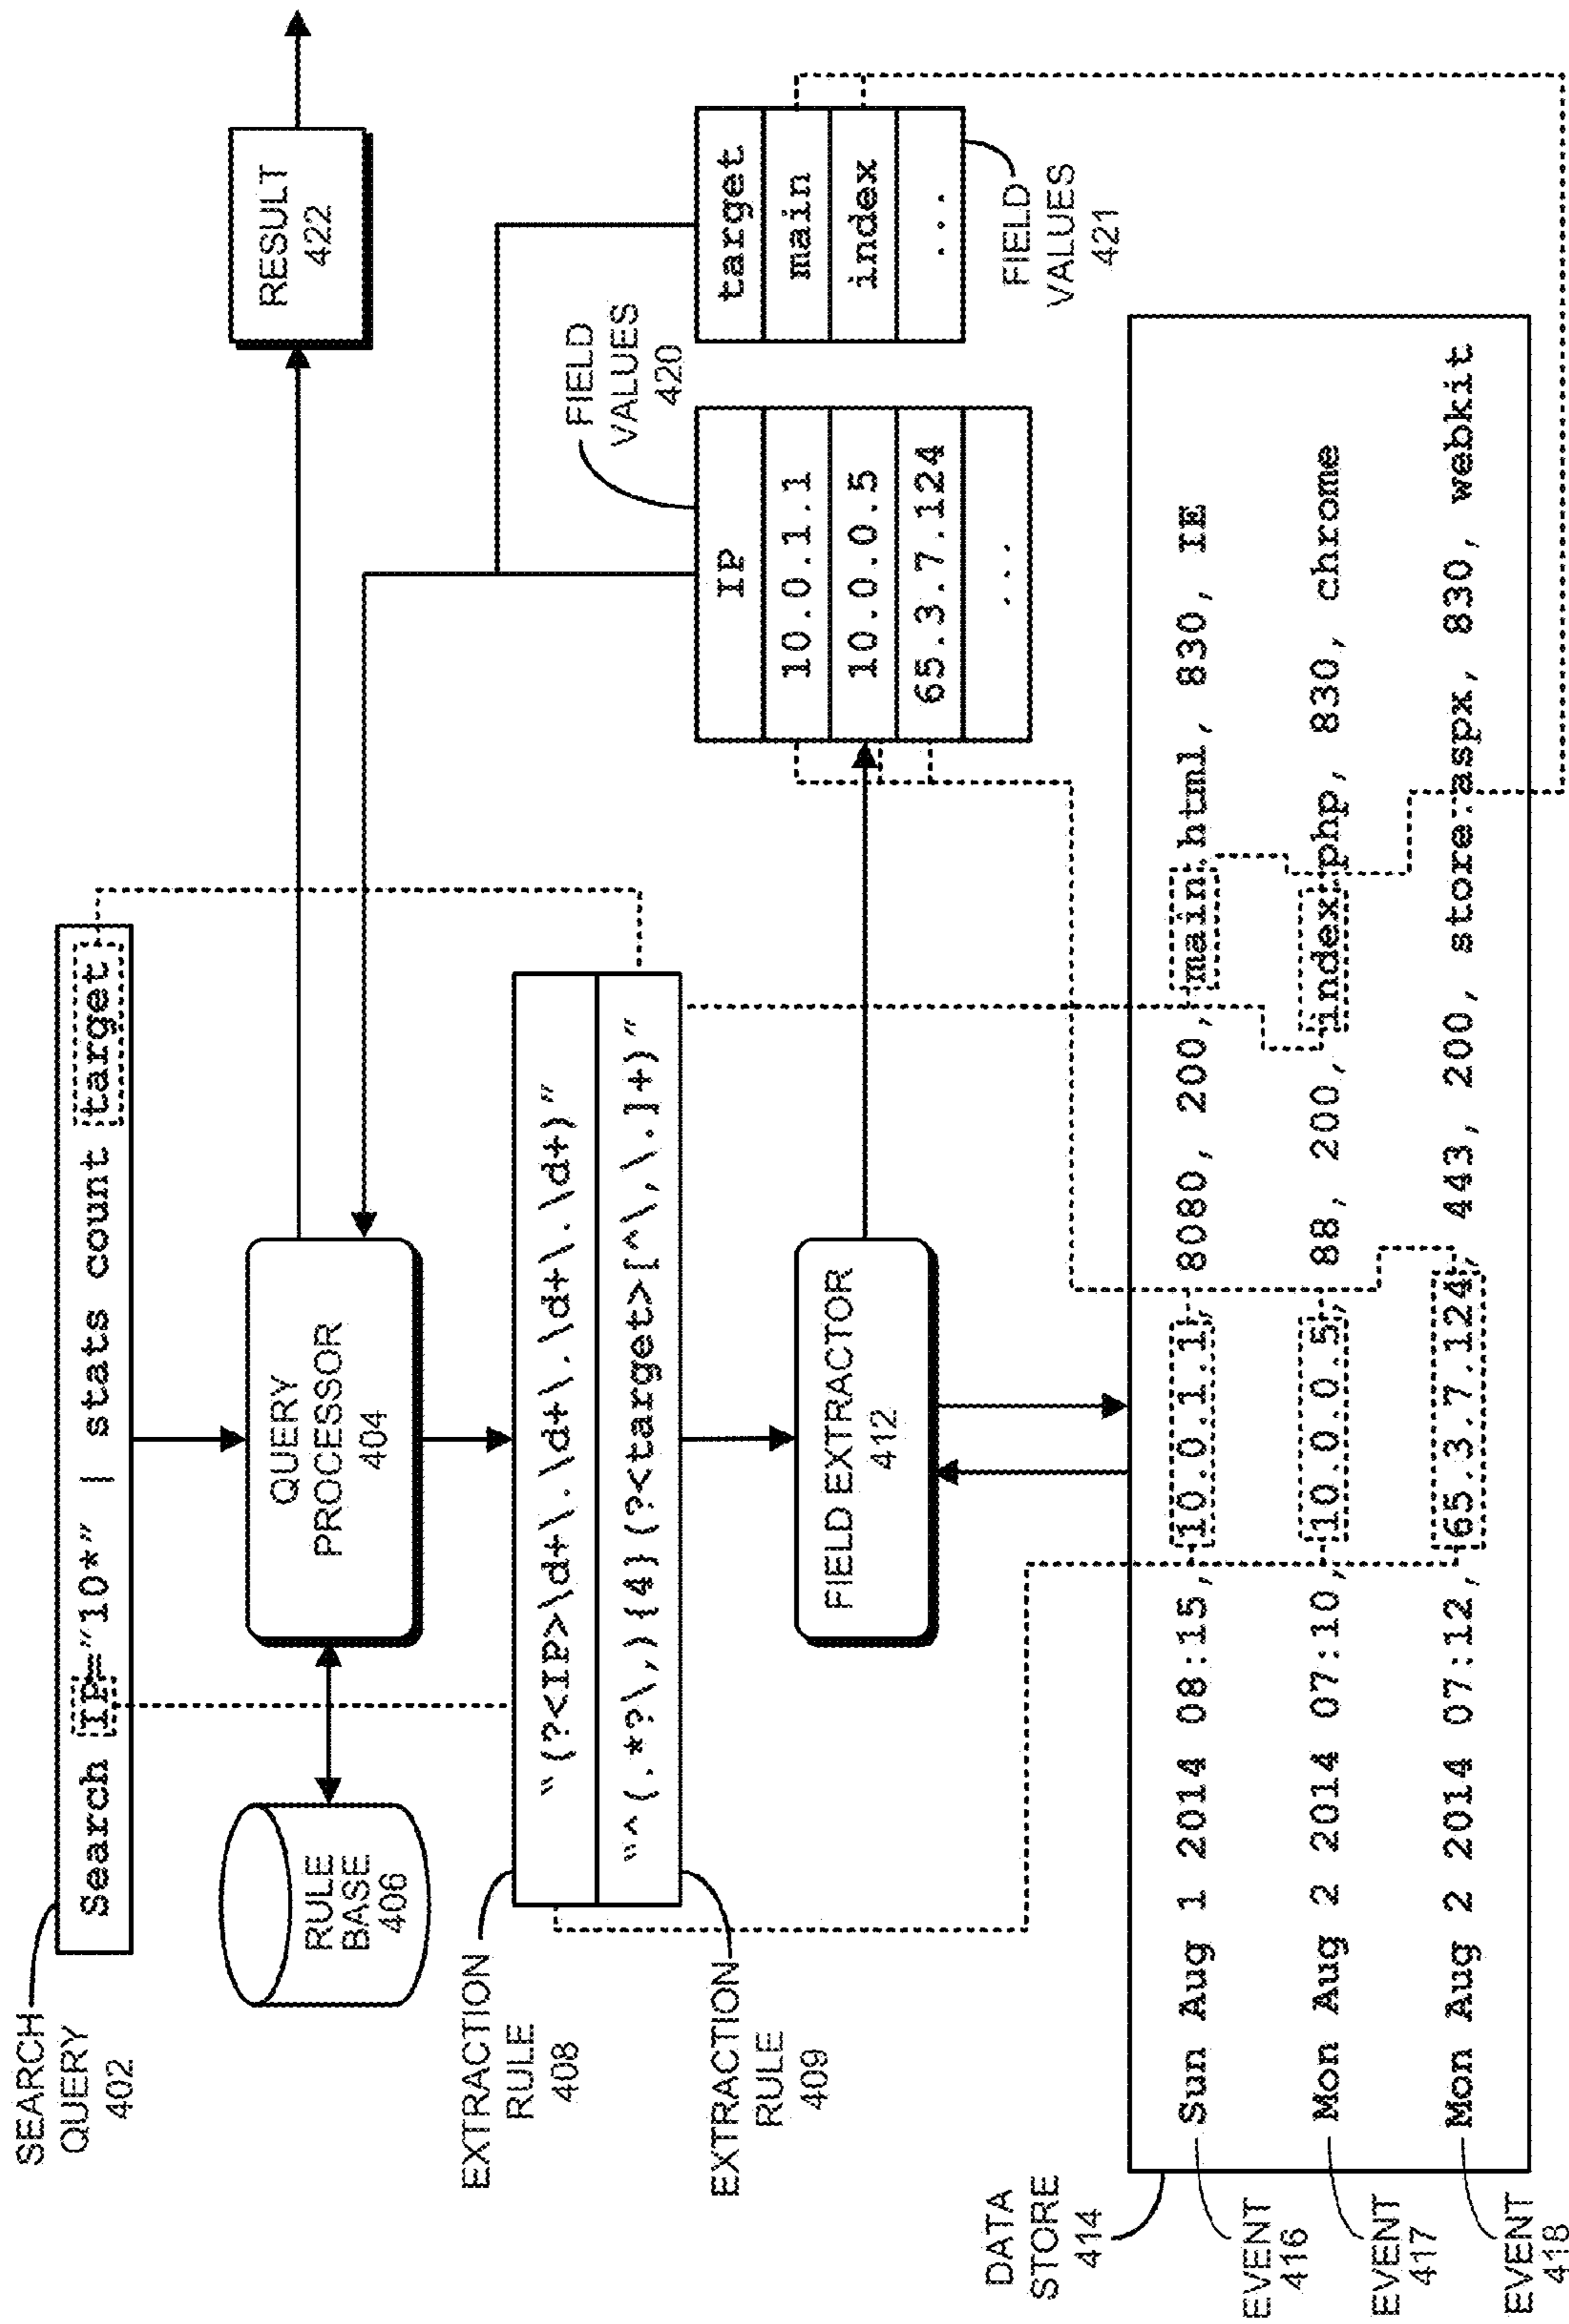 SEARCH
QUERY
402
Search IP="10*" | stats count target
RULE
BASE
406
QUERY
PROCESSOR
404
RESULT
422
EXTRACTION
RULE
408
"(?<IP>\d+\.\d+\.\d+\.\d+)"
"^(.*?\,){4}(?<target>[^\,\.]+)"
EXTRACTION
RULE
409
FIELD EXTRACTOR
412
FIELD
VALUES
420
IP
10.0.1.1
10.0.0.5
65.3.7.124
...
target
main
index
...
FIELD
VALUES
421
DATA
STORE
414
EVENT
416
Sun Aug 1 2014 08:15, 10.0.1.1, 8080, 200, main.html, 830, IE
EVENT
417
Mon Aug 2 2014 07:10, 10.0.0.5, 88, 200, index.php, 830, chrome
EVENT
418
Mon Aug 2 2014 07:12, 65.3.7.124, 443, 200, store.aspx, 830, webkit